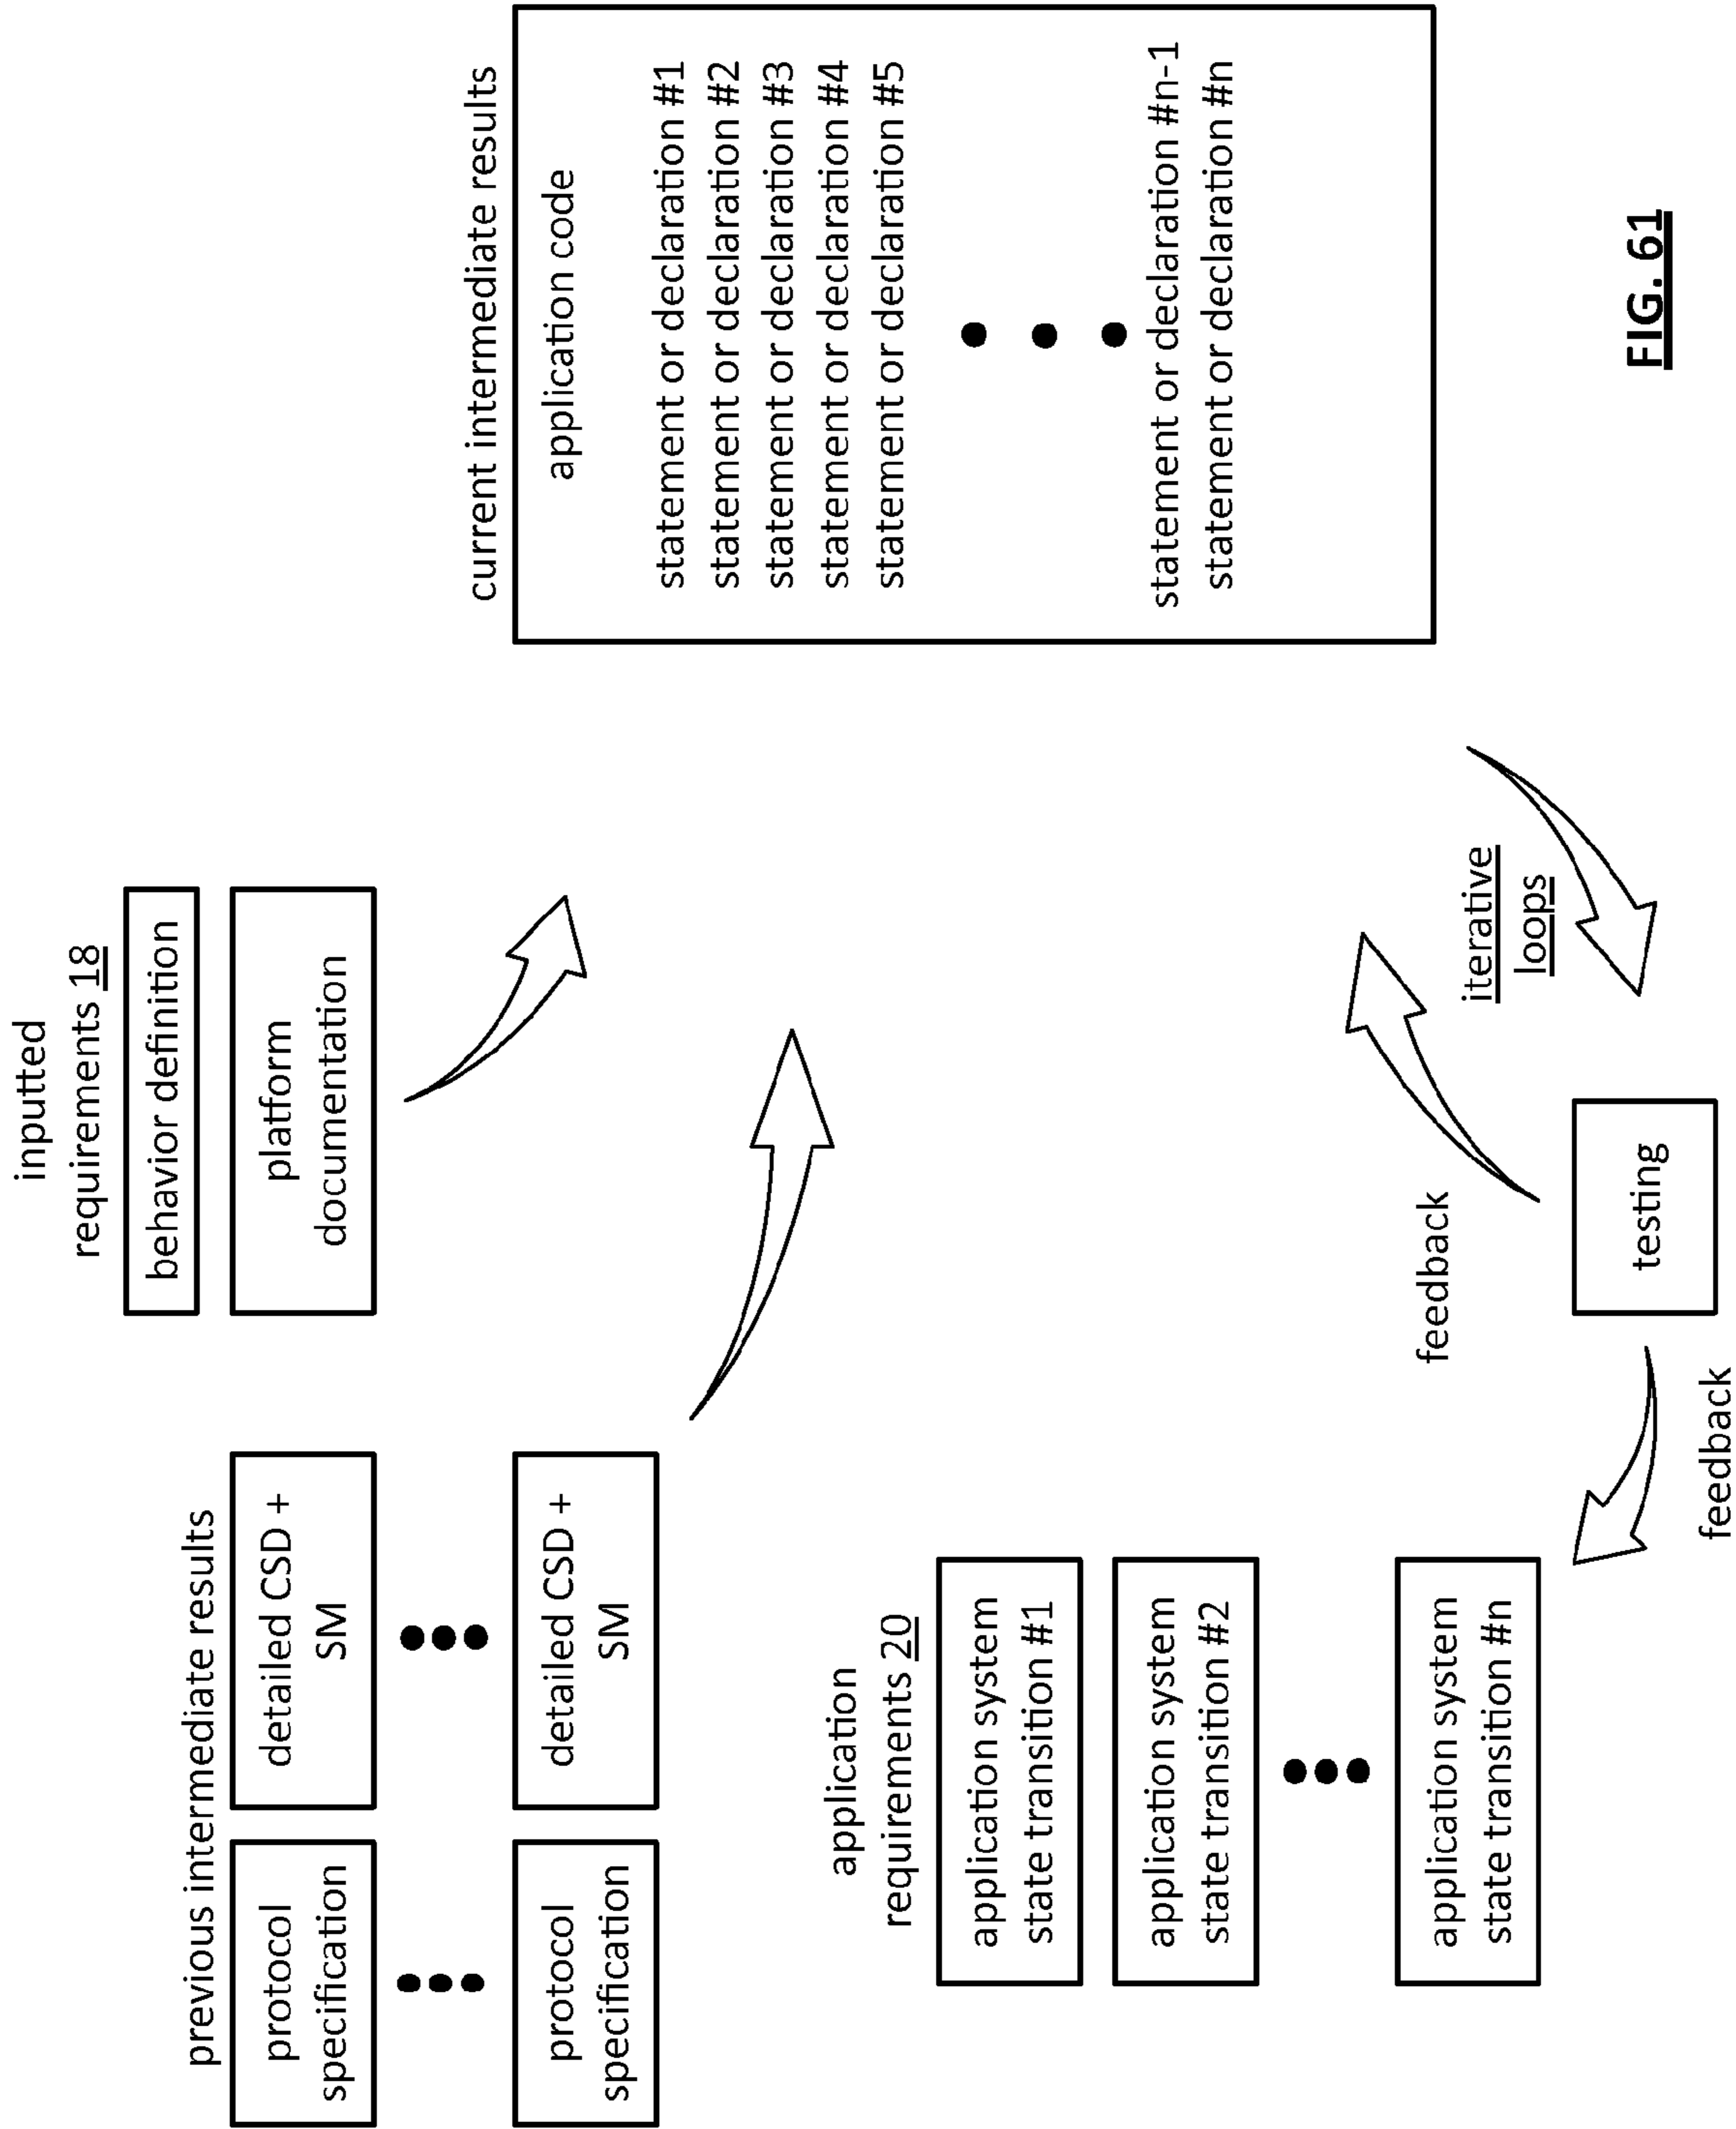 inputted
requirements 18
behavior definition
platform
documentation
previous intermediate results
protocol
specification
detailed CSD +
SM
protocol
specification
detailed CSD +
SM
current intermediate results
application code
statement or declaration #1
statement or declaration #2
statement or declaration #3
statement or declaration #4
statement or declaration #5
statement or declaration #n-1
statement or declaration #n
application
requirements 20
application system
state transition #1
application system
state transition #2
application system
state transition #n
feedback
iterative
loops
testing
feedback
FIG. 61